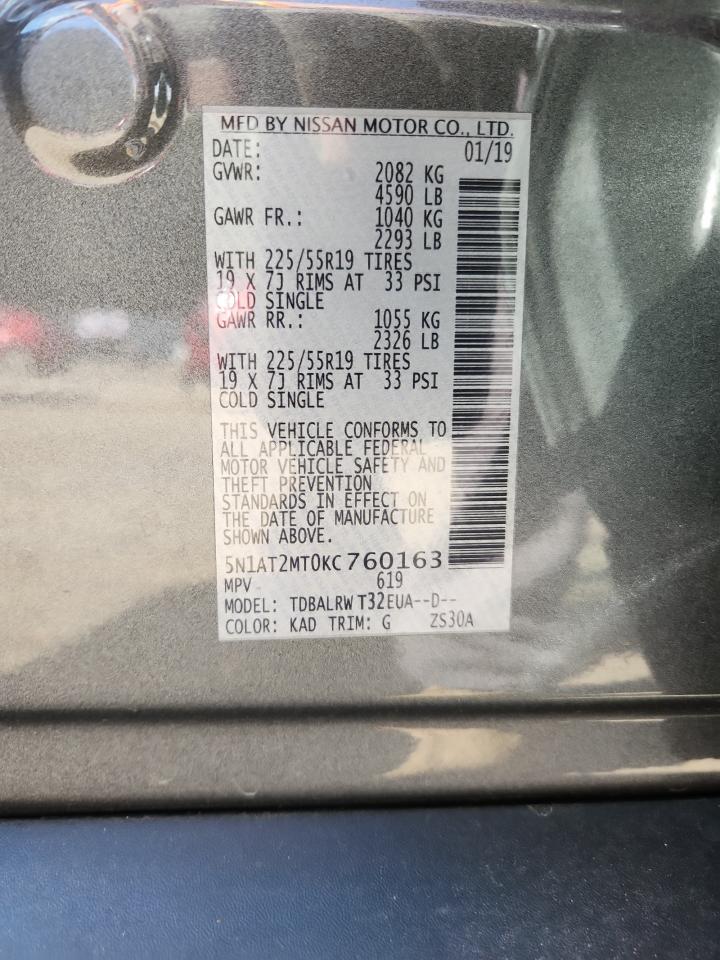 MFD BY NISSAN MOTOR CO., LTD.
DATE: 01/19
GVWR: 2082 KG
4590 LB
GAWR FR.: 1040 KG
2293 LB
WITH 225/55R19 TIRES
19 X 7J RIMS AT 33 PSI
COLD SINGLE
GAWR RR.: 1055 KG
2326 LB
WITH 225/55R19 TIRES
19 X 7J RIMS AT 33 PSI
COLD SINGLE
THIS VEHICLE CONFORMS TO
ALL APPLICABLE FEDERAL
MOTOR VEHICLE SAFETY AND
THEFT PREVENTION
STANDARDS IN EFFECT ON
THE DATE OF MANUFACTURE
SHOWN ABOVE.
5N1AT2MT0KC760163
MPV 619
MODEL: TDBALRWT32EUA--D--
COLOR: KAD TRIM: G ZS30A